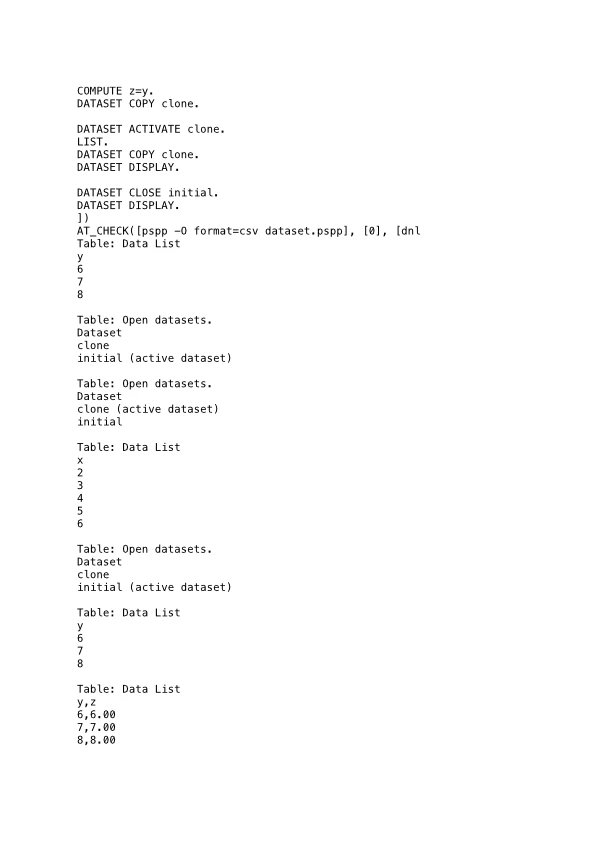 COMPUTE z=y.
DATASET COPY clone.

DATASET ACTIVATE clone.
LIST.
DATASET COPY clone.
DATASET DISPLAY.

DATASET CLOSE initial.
DATASET DISPLAY.
])
AT_CHECK([pspp -O format=csv dataset.pspp], [0], [dnl
Table: Data List
y
6
7
8

Table: Open datasets.
Dataset
clone
initial (active dataset)

Table: Open datasets.
Dataset
clone (active dataset)
initial

Table: Data List
x
2
3
4
5
6

Table: Open datasets.
Dataset
clone
initial (active dataset)

Table: Data List
y
6
7
8

Table: Data List
y,z
6,6.00
7,7.00
8,8.00